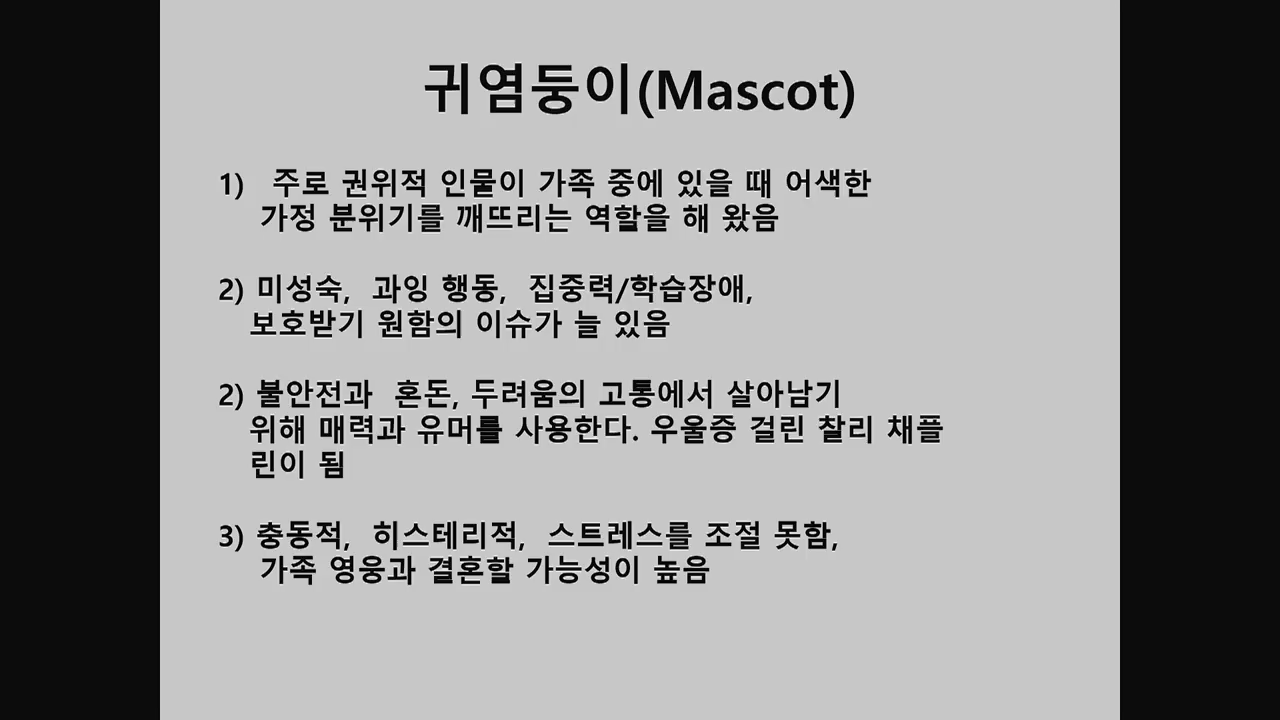 귀염둥이(Mascot)
1) 주로 권위적 인물이 가족 중에 있을 때 어색한
가정 분위기를 깨뜨리는 역할을 해 왔음
2) 미성숙, 과잉 행동, 집중력/학습장애,
보호받기 원함의 이슈가 늘 있음
2) 불안전과 혼돈, 두려움의 고통에서 살아남기
위해 매력과 유머를 사용한다. 우울증 걸린 찰리 채플
린이 됨
3) 충동적, 히스테리적, 스트레스를 조절 못함,
가족 영웅과 결혼할 가능성이 높음